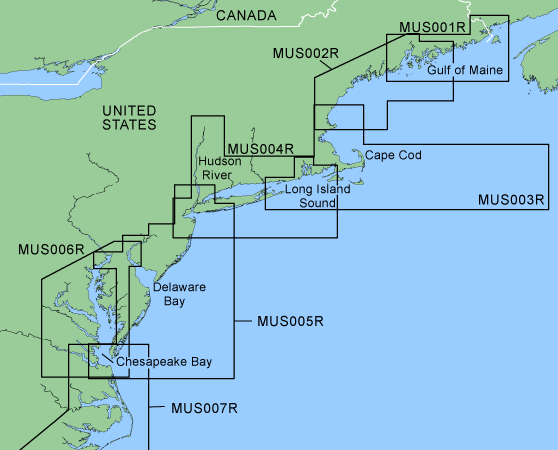 CANADA
MUS001R
MUS002R
Gulf of Maine
UNITED
STATES
MUS004R
Hudson
River
Cape Cod
Long Island
Sound
MUS003R
MUS006R
Delaware
Bay
MUS005R
Chesapeake Bay
MUS007R